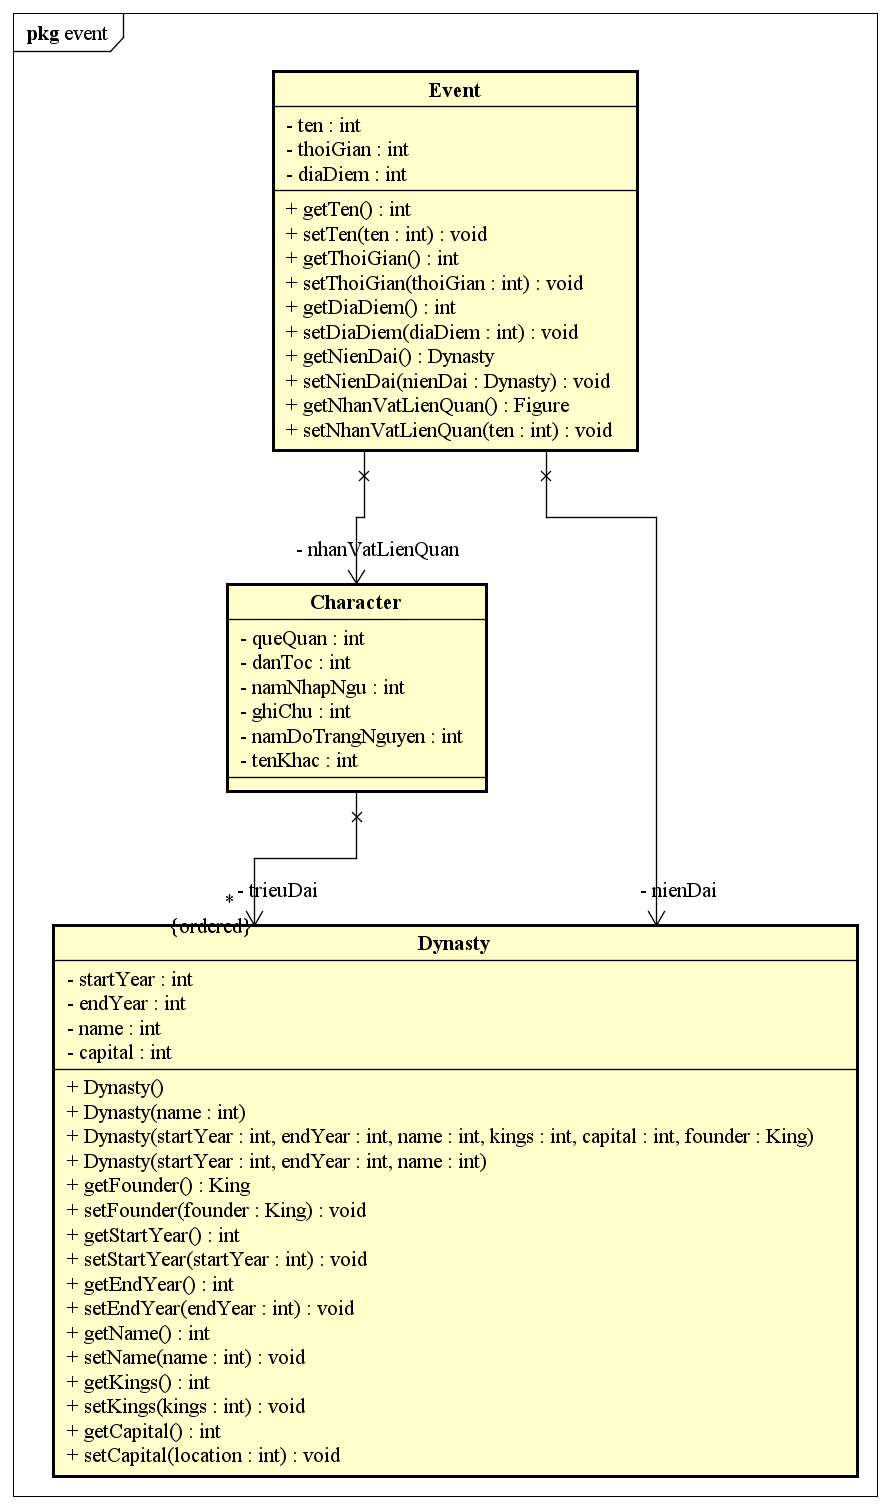 pkg event
Event
- ten : int
- thoiGian : int
- diaDiem : int
+ getTen() : int
+ setTen(ten : int) : void
+ getThoiGian() : int
+ setThoiGian(thoiGian : int) : void
+ getDiaDiem() : int
+ setDiaDiem(diaDiem : int) : void
+ getNienDai() : Dynasty
+ setNienDai(nienDai : Dynasty) : void
+ getNhanVatLienQuan() : Figure
+ setNhanVatLienQuan(ten : int) : void
- nhanVatLienQuan
Character
- queQuan : int
- danToc : int
- namNhapNgu : int
- ghiChu : int
- namDoTrangNguyen : int
- tenKhac : int
- trieuDai
- nienDai
*
{ordered}
Dynasty
- startYear : int
- endYear : int
- name : int
- capital : int
+ Dynasty()
+ Dynasty(name : int)
+ Dynasty(startYear : int, endYear : int, name : int, kings : int, capital : int, founder : King)
+ Dynasty(startYear : int, endYear : int, name : int)
+ getFounder() : King
+ setFounder(founder : King) : void
+ getStartYear() : int
+ setStartYear(startYear : int) : void
+ getEndYear() : int
+ setEndYear(endYear : int) : void
+ getName() : int
+ setName(name : int) : void
+ getKings() : int
+ setKings(kings : int) : void
+ getCapital() : int
+ setCapital(location : int) : void